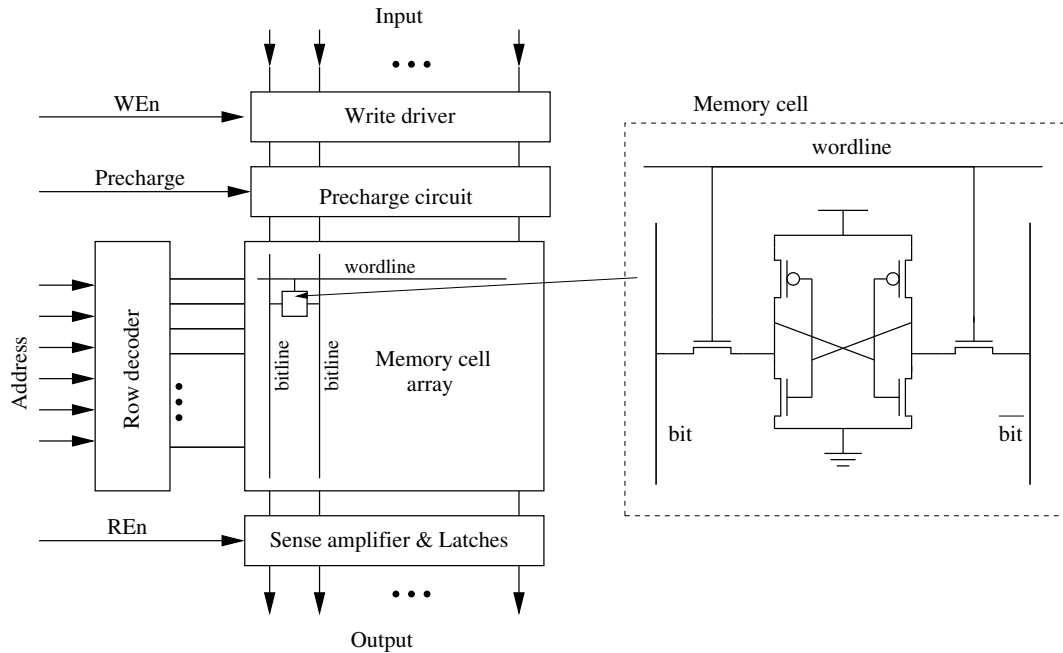 Input
WEn
Write driver
Memory cell
Precharge
Precharge circuit
wordline
wordline
Address
Row decoder
bitline
bitline
Memory cell
array
bit
bit
REn
Sense amplifier & Latches
Output